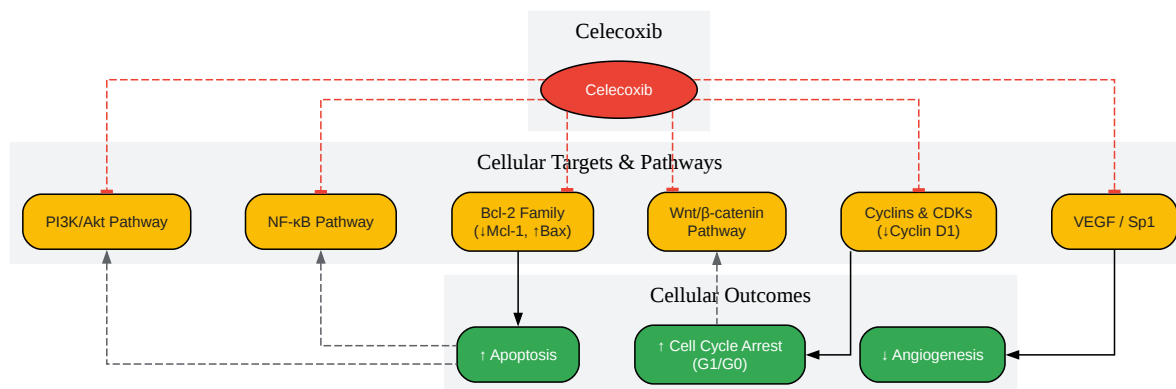 Celecoxib
Celecoxib
Cellular Targets & Pathways
PI3K/Akt Pathway
NF-κB Pathway
Bcl-2 Family
(↓Mcl-1, ↑Bax)
Wnt/β-catenin
Pathway
Cyclins & CDKs
(↓Cyclin D1)
VEGF / Sp1
Cellular Outcomes
↑ Apoptosis
↑ Cell Cycle Arrest
(G1/G0)
↓ Angiogenesis